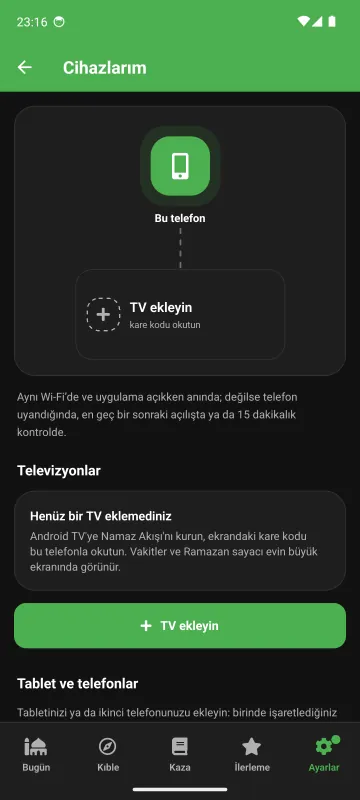 23:16
Cihazlarım
Bu telefon
TV ekleyin
kare kodu okutun
Aynı Wi-Fi'de ve uygulama açıkken anında; değilse telefon
uyandığında, en geç bir sonraki açılışta ya da 15 dakikalık
kontrolde.
Televizyonlar
Henüz bir TV eklemediniz
Android TV'ye Namaz Akışı'nı kurun, ekrandaki kare kodu
bu telefonla okutun. Vakitler ve Ramazan sayacı evin büyük
ekranında görünür.
+ TV ekleyin
Tablet ve telefonlar
Tabletinizi ya da ikinci telefonunuzu ekleyin: birinde işaretlediğiniz
Bugün
Kıble
Kaza
İlerleme
Ayarlar